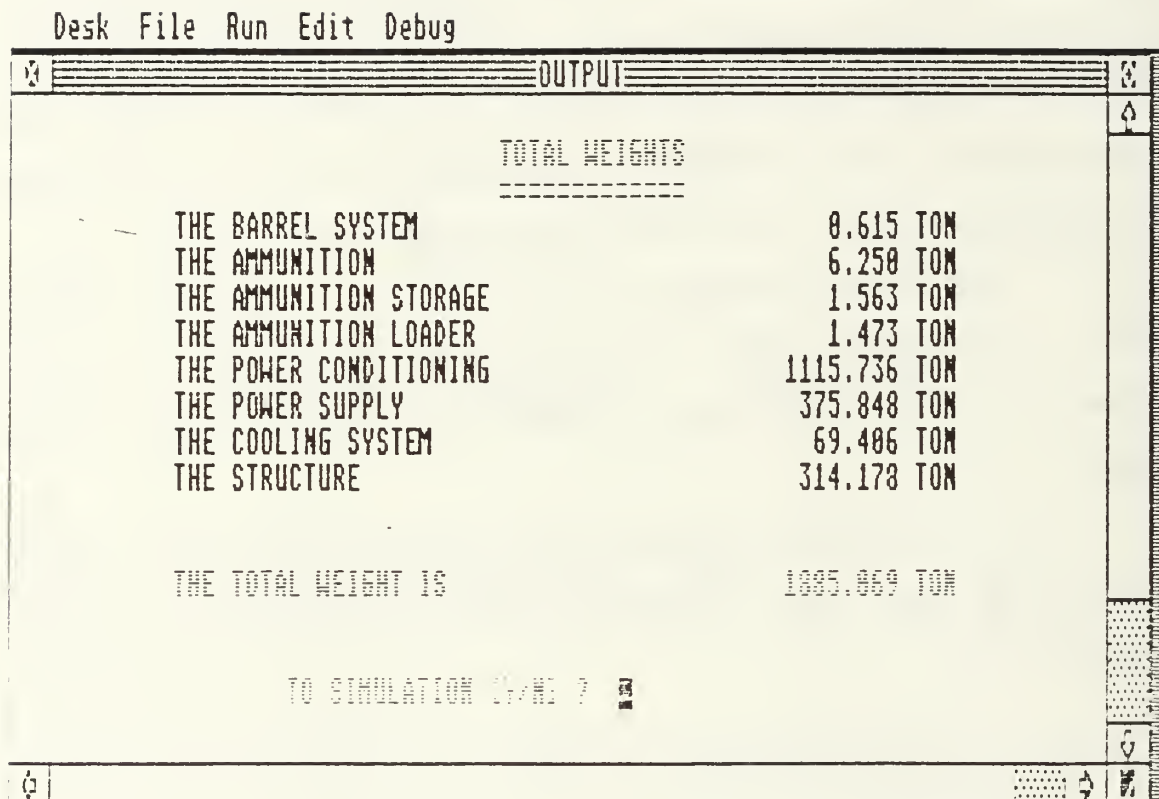 Desk File Run Edit Debug
OUTPUT
TOTAL WEIGHTS
=============
THE BARREL SYSTEM 0.615 TON
THE AMMUNITION 6.250 TON
THE AMMUNITION STORAGE 1.563 TON
THE AMMUNITION LOADER 1.473 TON
THE POWER CONDITIONING 1115.736 TON
THE POWER SUPPLY 375.848 TON
THE COOLING SYSTEM 69.406 TON
THE STRUCTURE 314.178 TON
THE TOTAL WEIGHT IS 1885.069 TON
TO SIMULATION [Y/N] ?